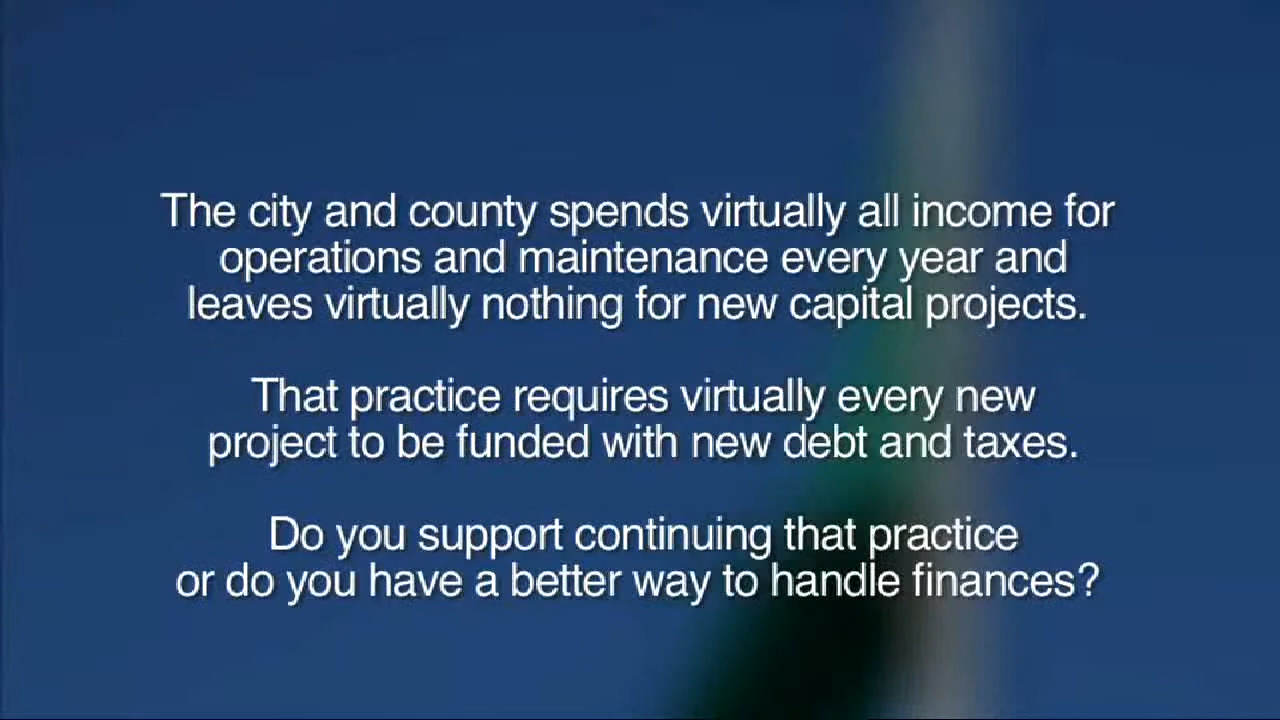 The city and county spends virtually all income for
operations and maintenance every year and
leaves virtually nothing for new capital projects.
That practice requires virtually every new
project to be funded with new debt and taxes.
Do you support continuing that practice
or do you have a better way to handle finances?